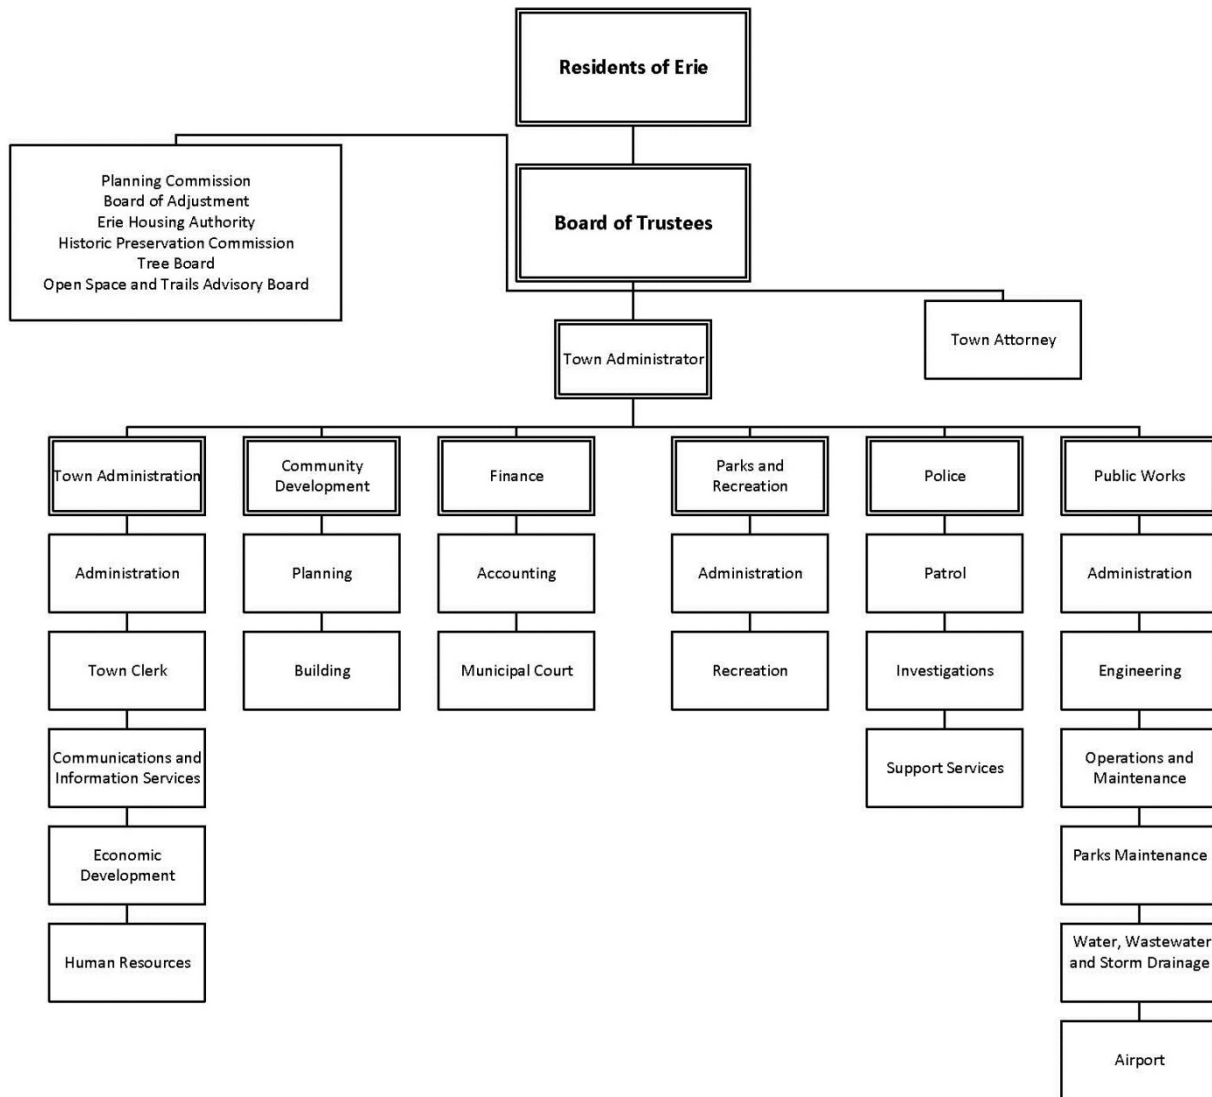 Residents of Erie
Planning Commission
Board of Adjustment
Erie Housing Authority
Historic Preservation Commission
Tree Board
Open Space and Trails Advisory Board
Board of Trustees
Town Administrator
Town Attorney
Town Administration
Community
Development
Finance
Parks and
Recreation
Police
Public Works
Administration
Planning
Accounting
Administration
Patrol
Administration
Town Clerk
Building
Municipal Court
Recreation
Investigations
Engineering
Communications and
Information Services
Support Services
Operations and
Maintenance
Economic
Development
Parks Maintenance
Human Resources
Water, Wastewater
and Storm Drainage
Airport